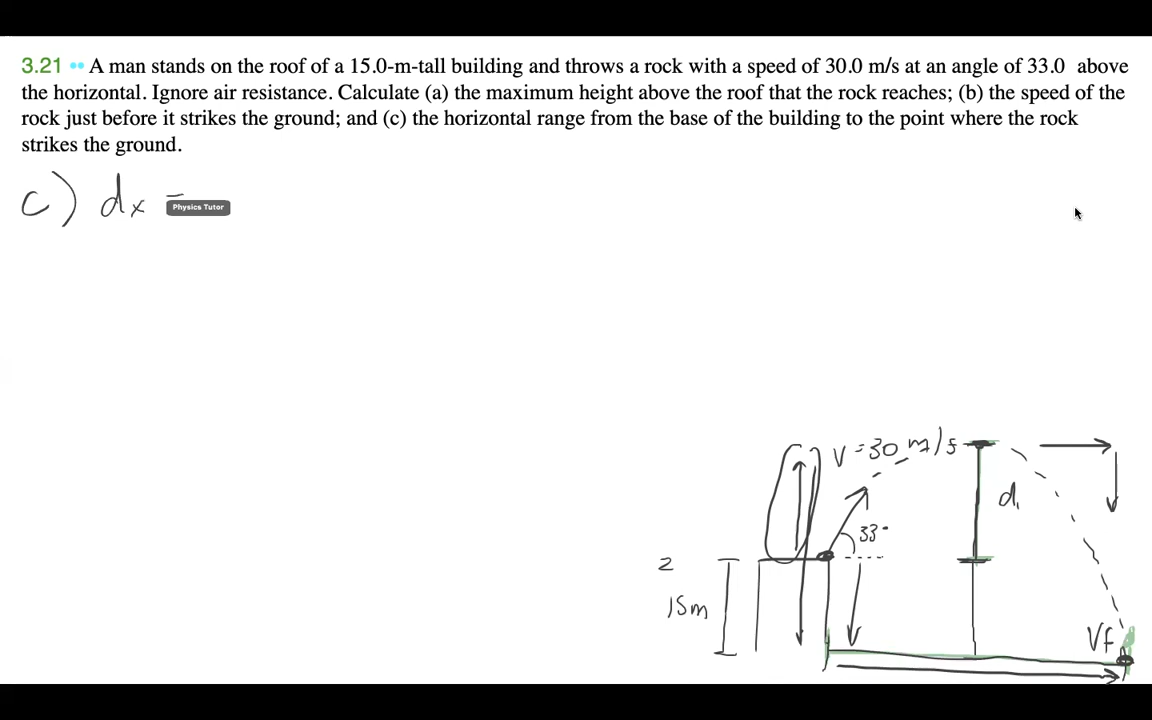 3.21 •• A man stands on the roof of a 15.0-m-tall building and throws a rock with a speed of 30.0 m/s at an angle of 33.0 above
the horizontal. Ignore air resistance. Calculate (a) the maximum height above the roof that the rock reaches; (b) the speed of the
rock just before it strikes the ground; and (c) the horizontal range from the base of the building to the point where the rock
strikes the ground.
c) dx =
Physics Tutor
V=30 m/s
d,
33°
2
15m
Vf